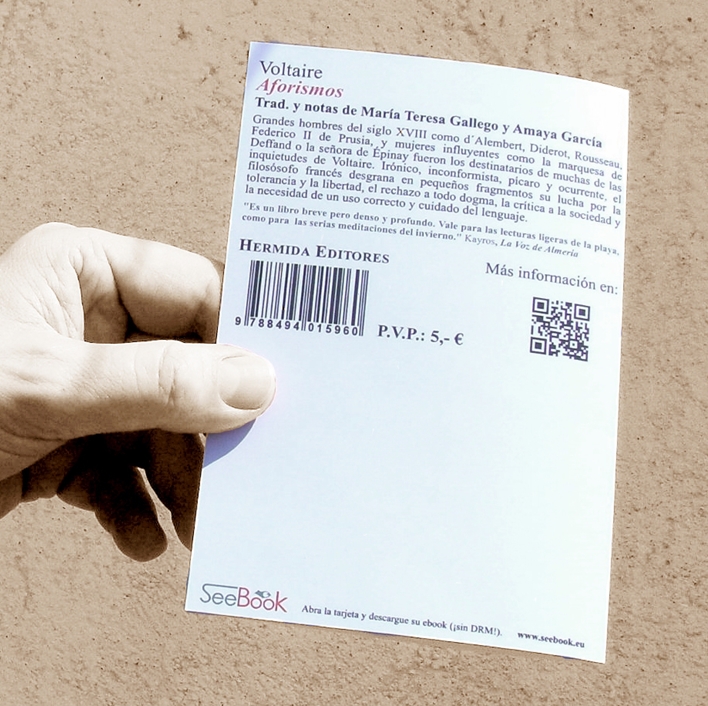 Voltaire
Aforismos
Trad. y notas de María Teresa Gallego y Amaya García
Grandes hombres del siglo XVIII como d´Alembert, Diderot, Rousseau,
Federico II de Prusia, y mujeres influyentes como la marquesa de
Deffand o la señora de Épinay fueron los destinatarios de muchas de las
inquietudes de Voltaire. Irónico, inconformista, pícaro y ocurrente, el
filosósofo francés desgrana en pequeños fragmentos su lucha por la
tolerancia y la libertad, el rechazo a todo dogma, la crítica a la sociedad y
la necesidad de un uso correcto y cuidado del lenguaje.
"Es un libro breve pero denso y profundo. Vale para las lecturas ligeras de la playa,
como para las serias meditaciones del invierno." Kayros, La Voz de Almería
HERMIDA EDITORES
Más información en:
9 788494 015960
P.V.P.: 5,- €
SeeBook
Abra la tarjeta y descargue su ebook (¡sin DRM!).
www.seebook.eu